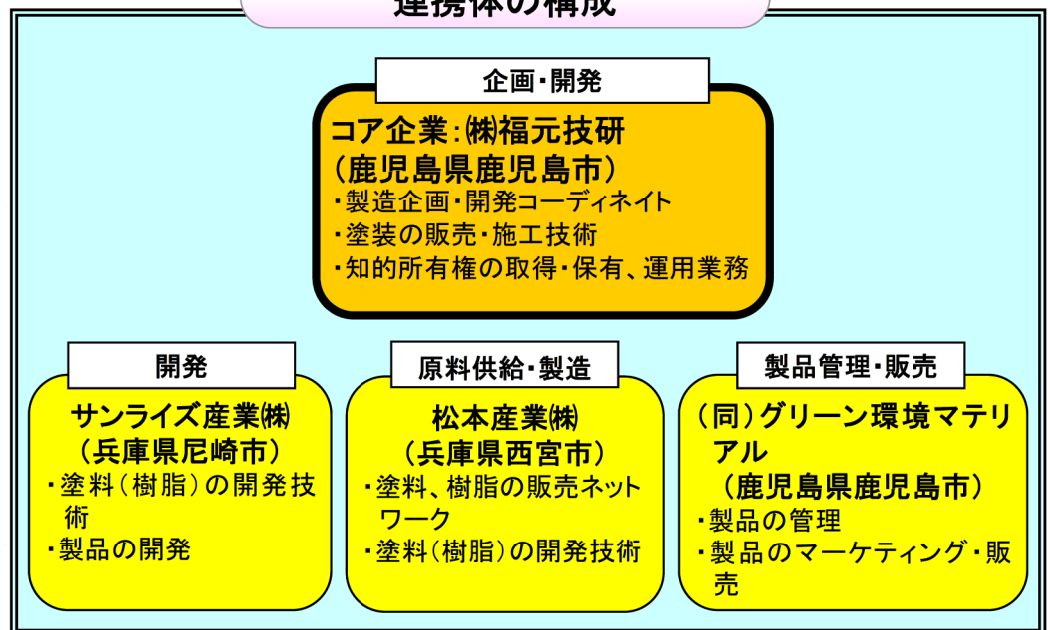 連携体の構成
企画・開発
コア企業：㈱福元技研
（鹿児島県鹿児島市）
・製造企画・開発コーディネイト
・塗装の販売・施工技術
・知的所有権の取得・保有、運用業務
開発
サンライズ産業㈱
（兵庫県尼崎市）
・塗料（樹脂）の開発技
術
・製品の開発
原料供給・製造
松本産業㈱
（兵庫県西宮市）
・塗料、樹脂の販売ネット
ワーク
・塗料（樹脂）の開発技術
製品管理・販売
（同）グリーン環境マテリ
アル
（鹿児島県鹿児島市）
・製品の管理
・製品のマーケティング・販
売